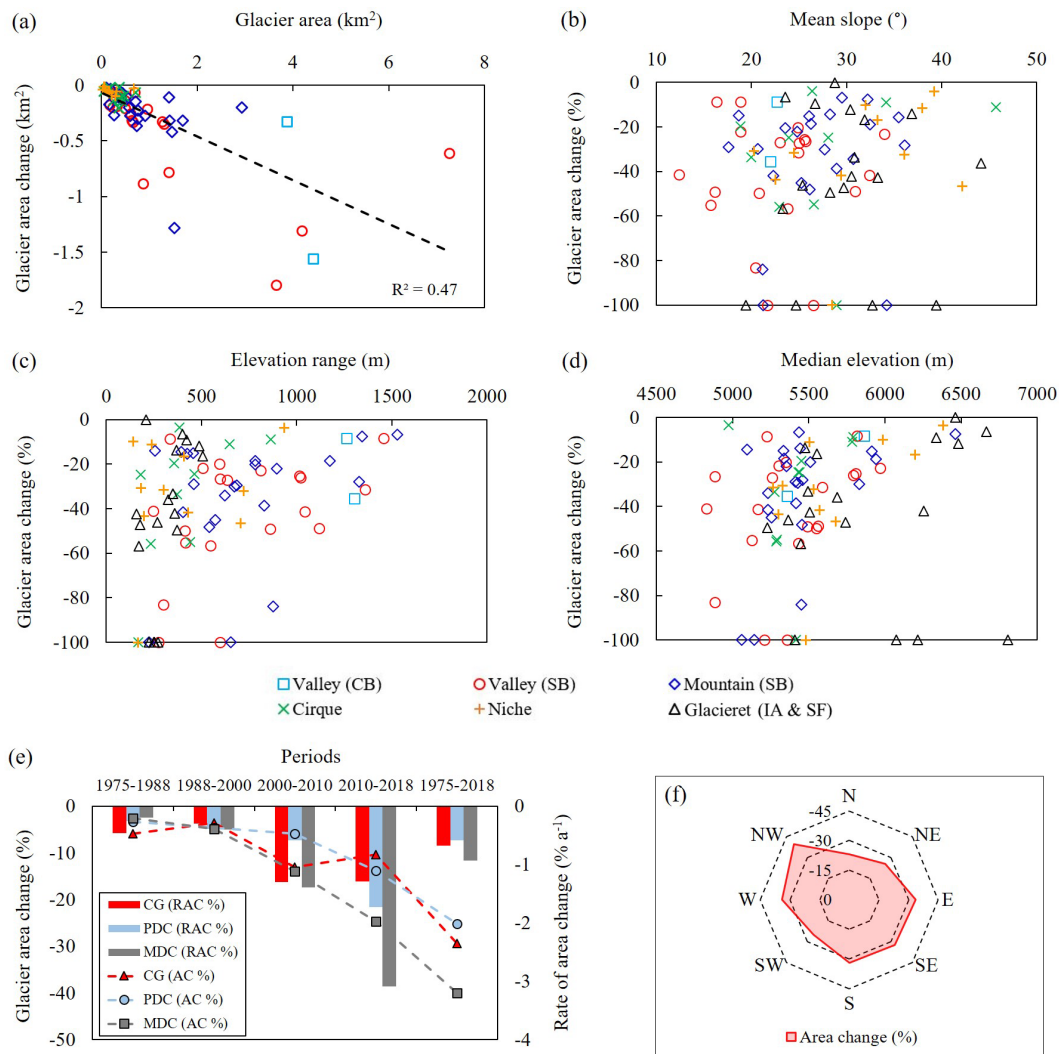 (a)
Glacier area (km²)
0 2 4 6 8
0
-0.5
-1
-1.5
-2
Glacier area change (km²)
R² = 0.47
(b)
Mean slope (°)
10 20 30 40 50
0
-20
-40
-60
-80
-100
Glacier area change (%)
(c)
Elevation range (m)
0 500 1000 1500 2000
0
-20
-40
-60
-80
-100
Glacier area change (%)
(d)
Median elevation (m)
4500 5000 5500 6000 6500 7000
0
-20
-40
-60
-80
-100
Glacier area change (%)
Valley (CB) Valley (SB) Mountain (SB)
Cirque Niche Glacieret (IA & SF)
(e)
Periods
1975-1988 1988-2000 2000-2010 2010-2018 1975-2018
0
-10
-20
-30
-40
-50
Glacier area change (%)
0
-1
-2
-3
-4
Rate of area change (% a⁻¹)
CG (RAC %)
PDC (RAC %)
MDC (RAC %)
CG (AC %)
PDC (AC %)
MDC (AC %)
(f)
N
NE
E
SE
S
SW
W
NW
-45
-30
-15
0
Area change (%)